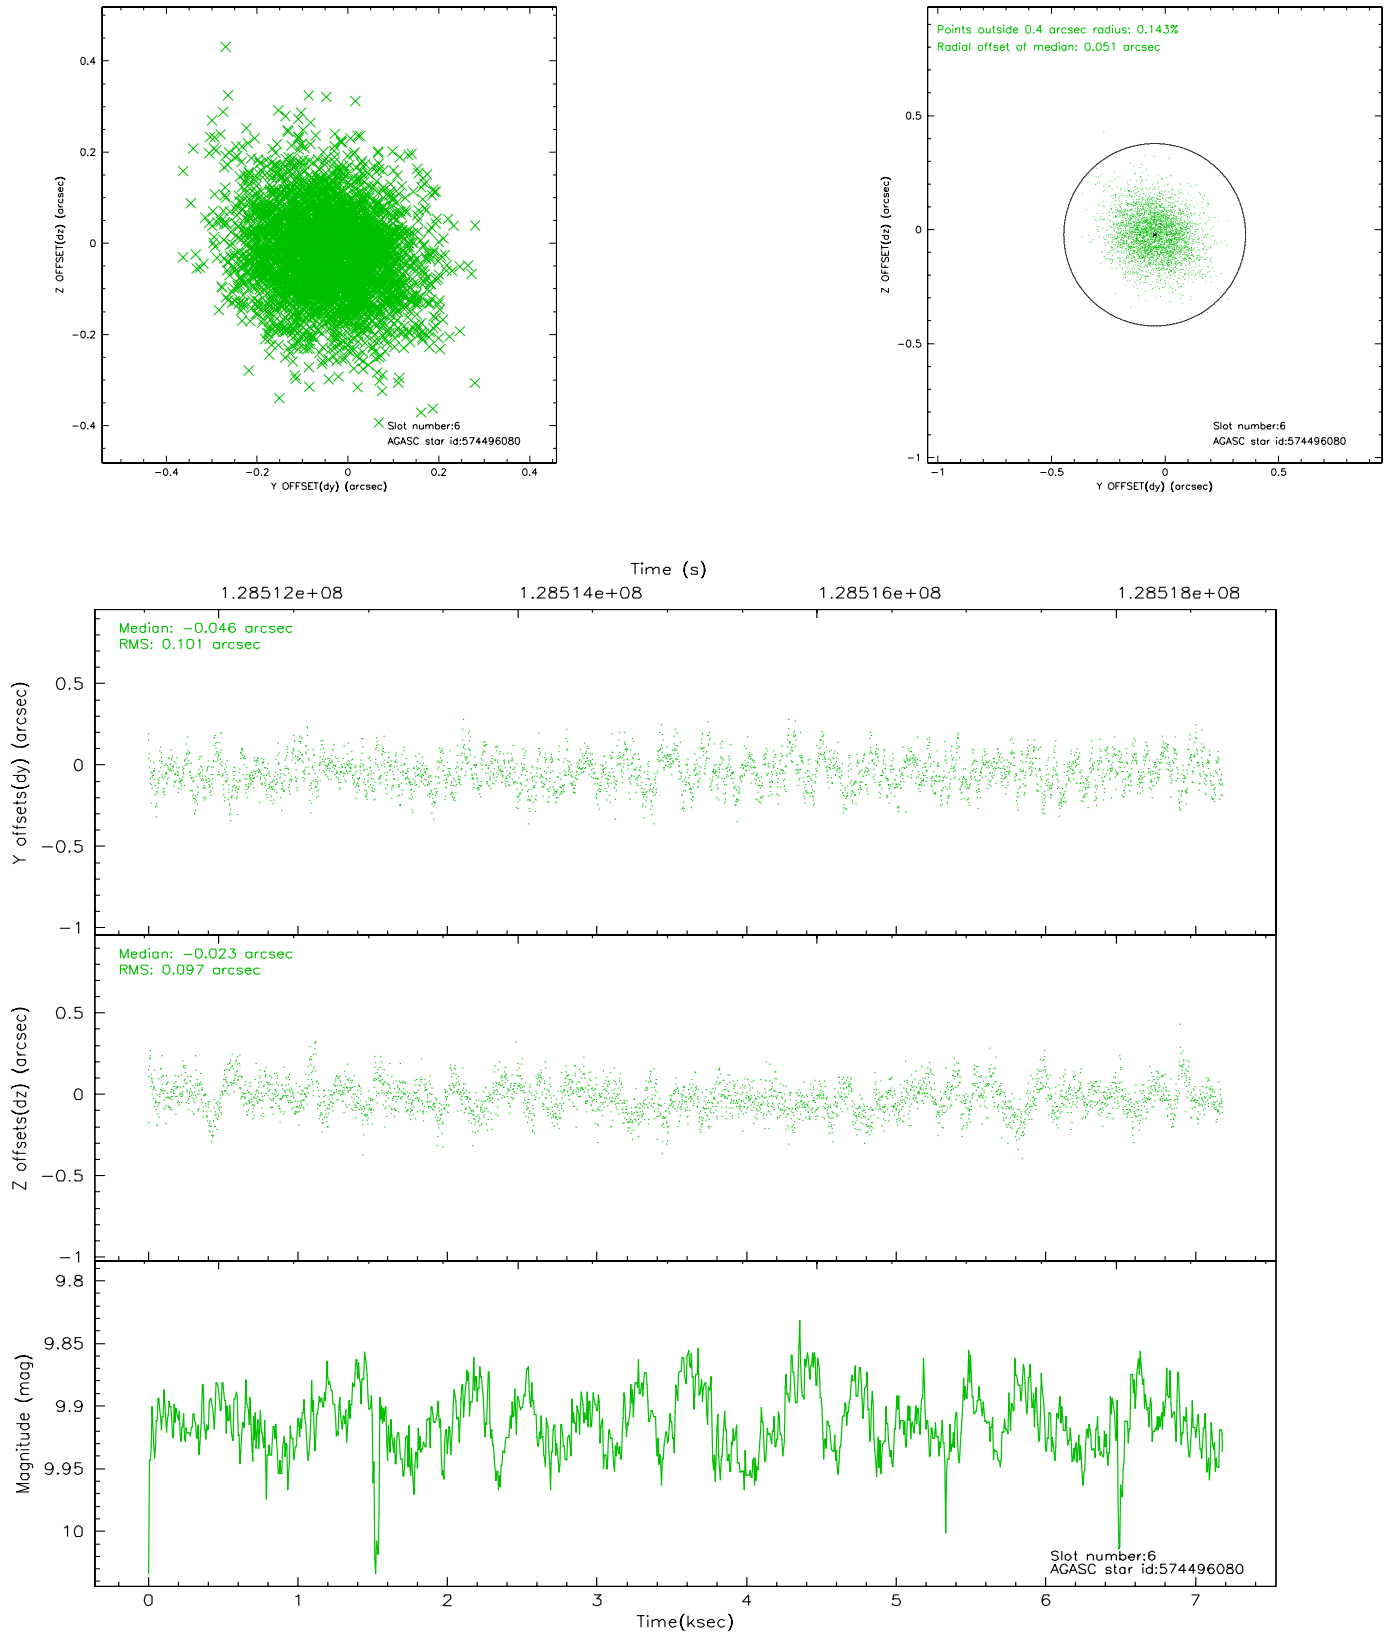 0.4
0.2
0
−0.2
−0.4
Z OFFSET(dz) (arcsec)
Slot number:6
AGASC star id:574496080
−0.4 −0.2 0 0.2 0.4
Y OFFSET(dy) (arcsec)
Points outside 0.4 arcsec radius: 0.143%
Radial offset of median: 0.051 arcsec
0.5
0
−0.5
−1
Z OFFSET(dz) (arcsec)
Slot number:6
AGASC star id:574496080
−1 −0.5 0 0.5
Y OFFSET(dy) (arcsec)
Time (s)
1.28512e+08 1.28514e+08 1.28516e+08 1.28518e+08
Median: −0.046 arcsec
RMS: 0.101 arcsec
0.5
0
−0.5
−1
Y offsets(dy) (arcsec)
Median: −0.023 arcsec
RMS: 0.097 arcsec
0.5
0
−0.5
−1
Z offsets(dz) (arcsec)
9.8
9.85
9.9
9.95
10
Magnitude (mag)
Slot number:6
AGASC star id:574496080
0 1 2 3 4 5 6 7
Time(ksec)